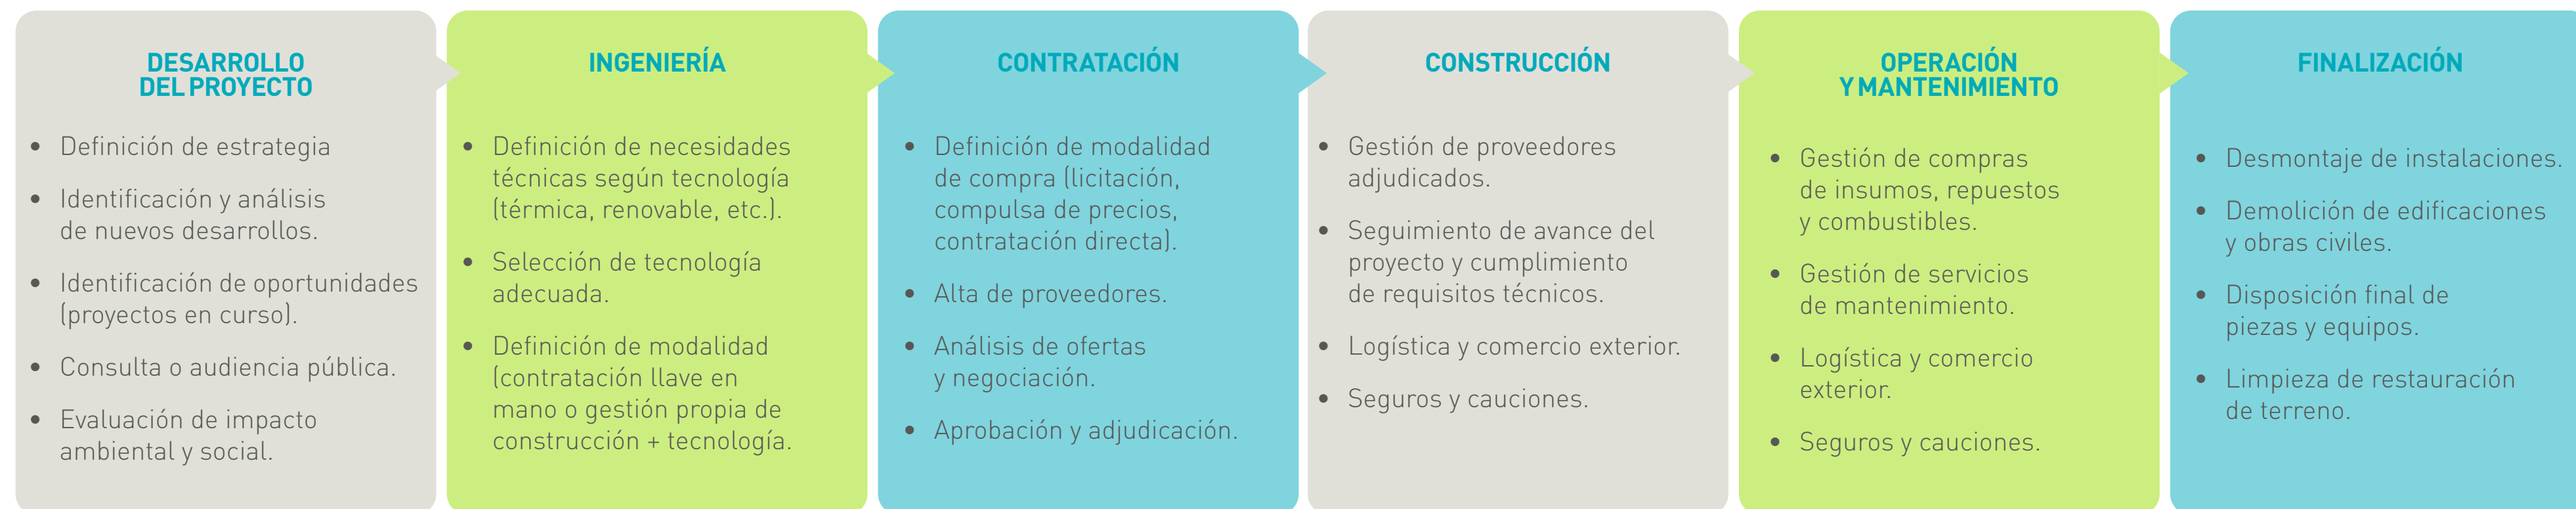 DESARROLLO
DEL PROYECTO
• Definición de estrategia
• Identificación y análisis
de nuevos desarrollos.
• Identificación de oportunidades
(proyectos en curso).
• Consulta o audiencia pública.
• Evaluación de impacto
ambiental y social.
INGENIERÍA
• Definición de necesidades
técnicas según tecnología
(térmica, renovable, etc.).
• Selección de tecnología
adecuada.
• Definición de modalidad
(contratación llave en
mano o gestión propia de
construcción + tecnología.
CONTRATACIÓN
• Definición de modalidad
de compra (licitación,
compulsa de precios,
contratación directa).
• Alta de proveedores.
• Análisis de ofertas
y negociación.
• Aprobación y adjudicación.
CONSTRUCCIÓN
• Gestión de proveedores
adjudicados.
• Seguimiento de avance del
proyecto y cumplimiento
de requisitos técnicos.
• Logística y comercio exterior.
• Seguros y cauciones.
OPERACIÓN
Y MANTENIMIENTO
• Gestión de compras
de insumos, repuestos
y combustibles.
• Gestión de servicios
de mantenimiento.
• Logística y comercio
exterior.
• Seguros y cauciones.
FINALIZACIÓN
• Desmontaje de instalaciones.
• Demolición de edificaciones
y obras civiles.
• Disposición final de
piezas y equipos.
• Limpieza de restauración
de terreno.